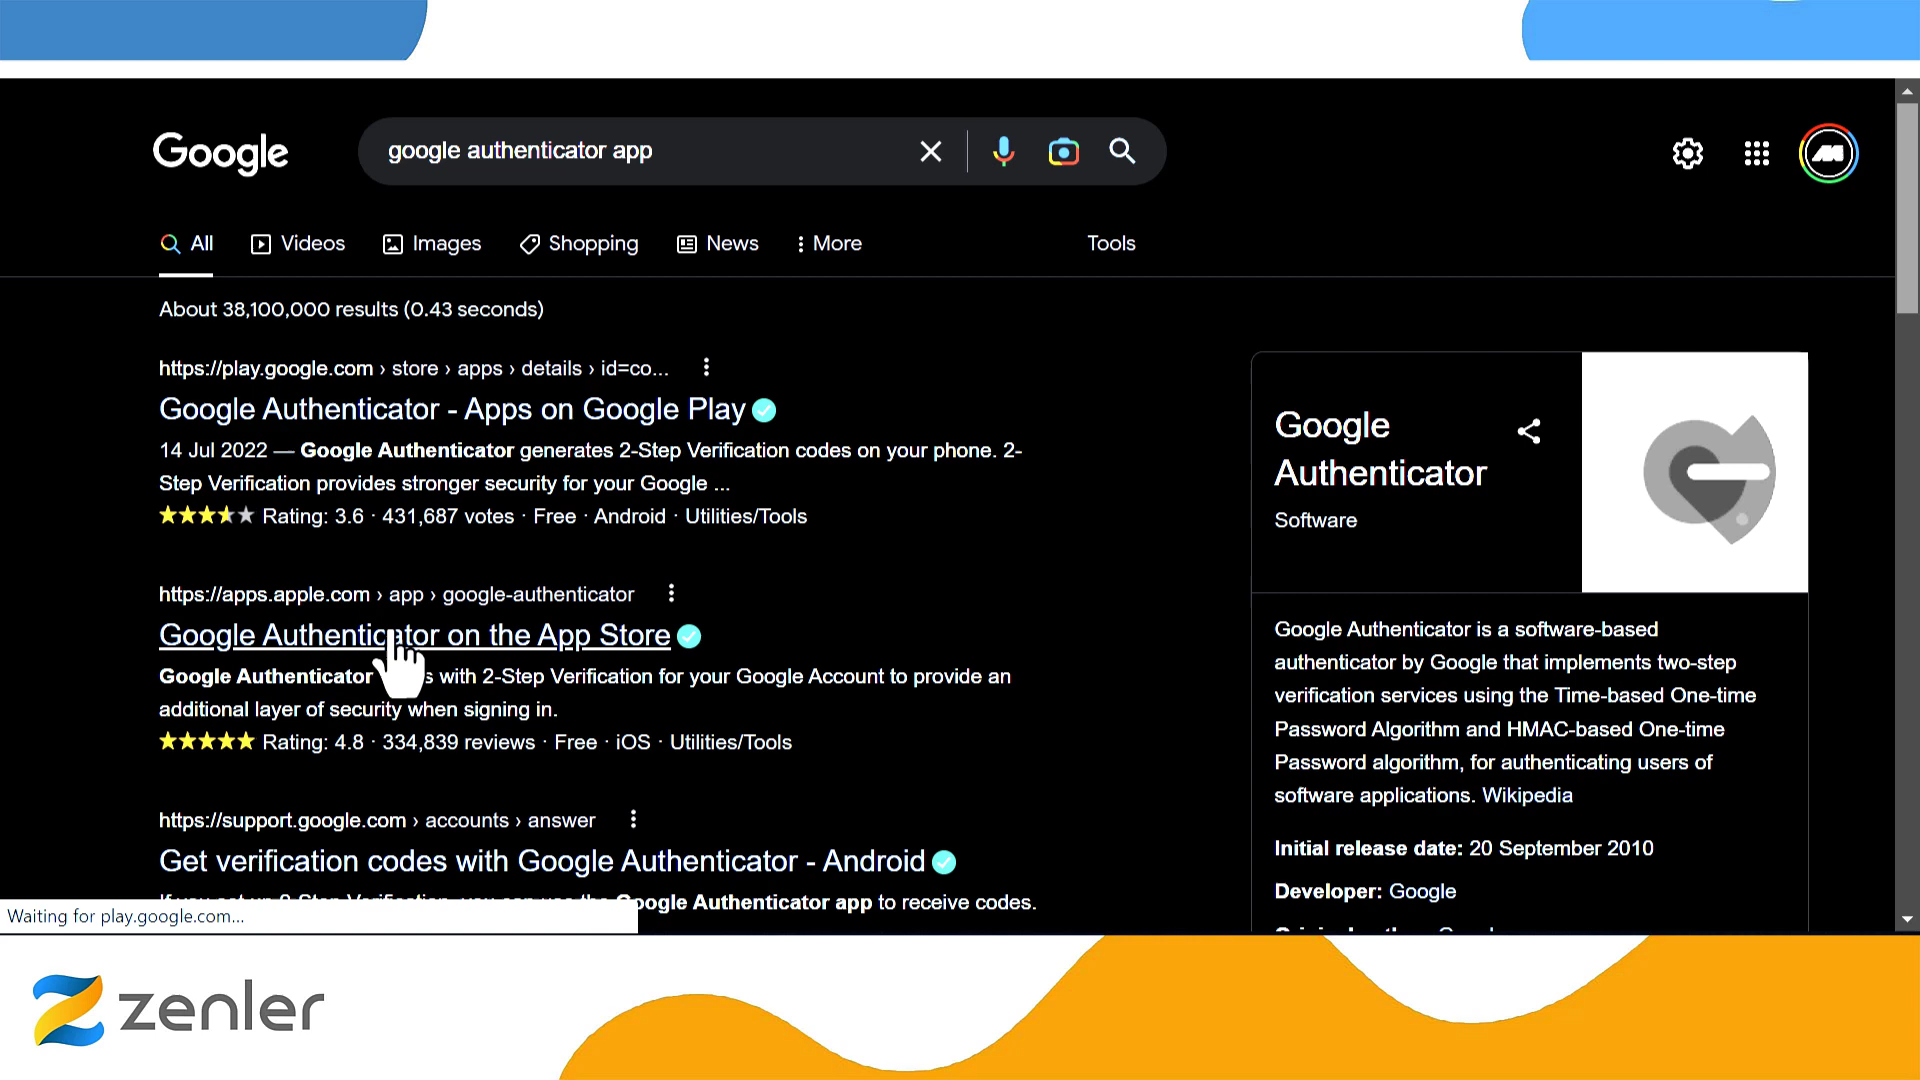 Google
google authenticator app
All Videos Images Shopping News More Tools
About 38,100,000 results (0.43 seconds)
https://play.google.com › store › apps › details › id=co...
Google Authenticator - Apps on Google Play
14 Jul 2022 — Google Authenticator generates 2-Step Verification codes on your phone. 2-
Step Verification provides stronger security for your Google ...
Rating: 3.6 · 431,687 votes · Free · Android · Utilities/Tools
https://apps.apple.com › app › google-authenticator
Google Authenticator on the App Store
Google Authenticator with 2-Step Verification for your Google Account to provide an
additional layer of security when signing in.
Rating: 4.8 · 334,839 reviews · Free · iOS · Utilities/Tools
https://support.google.com › accounts › answer
Get verification codes with Google Authenticator - Android
Google Authenticator app to receive codes.
Waiting for play.google.com...
Google
Authenticator
Software
Google Authenticator is a software-based
authenticator by Google that implements two-step
verification services using the Time-based One-time
Password Algorithm and HMAC-based One-time
Password algorithm, for authenticating users of
software applications. Wikipedia
Initial release date: 20 September 2010
Developer: Google
zenler